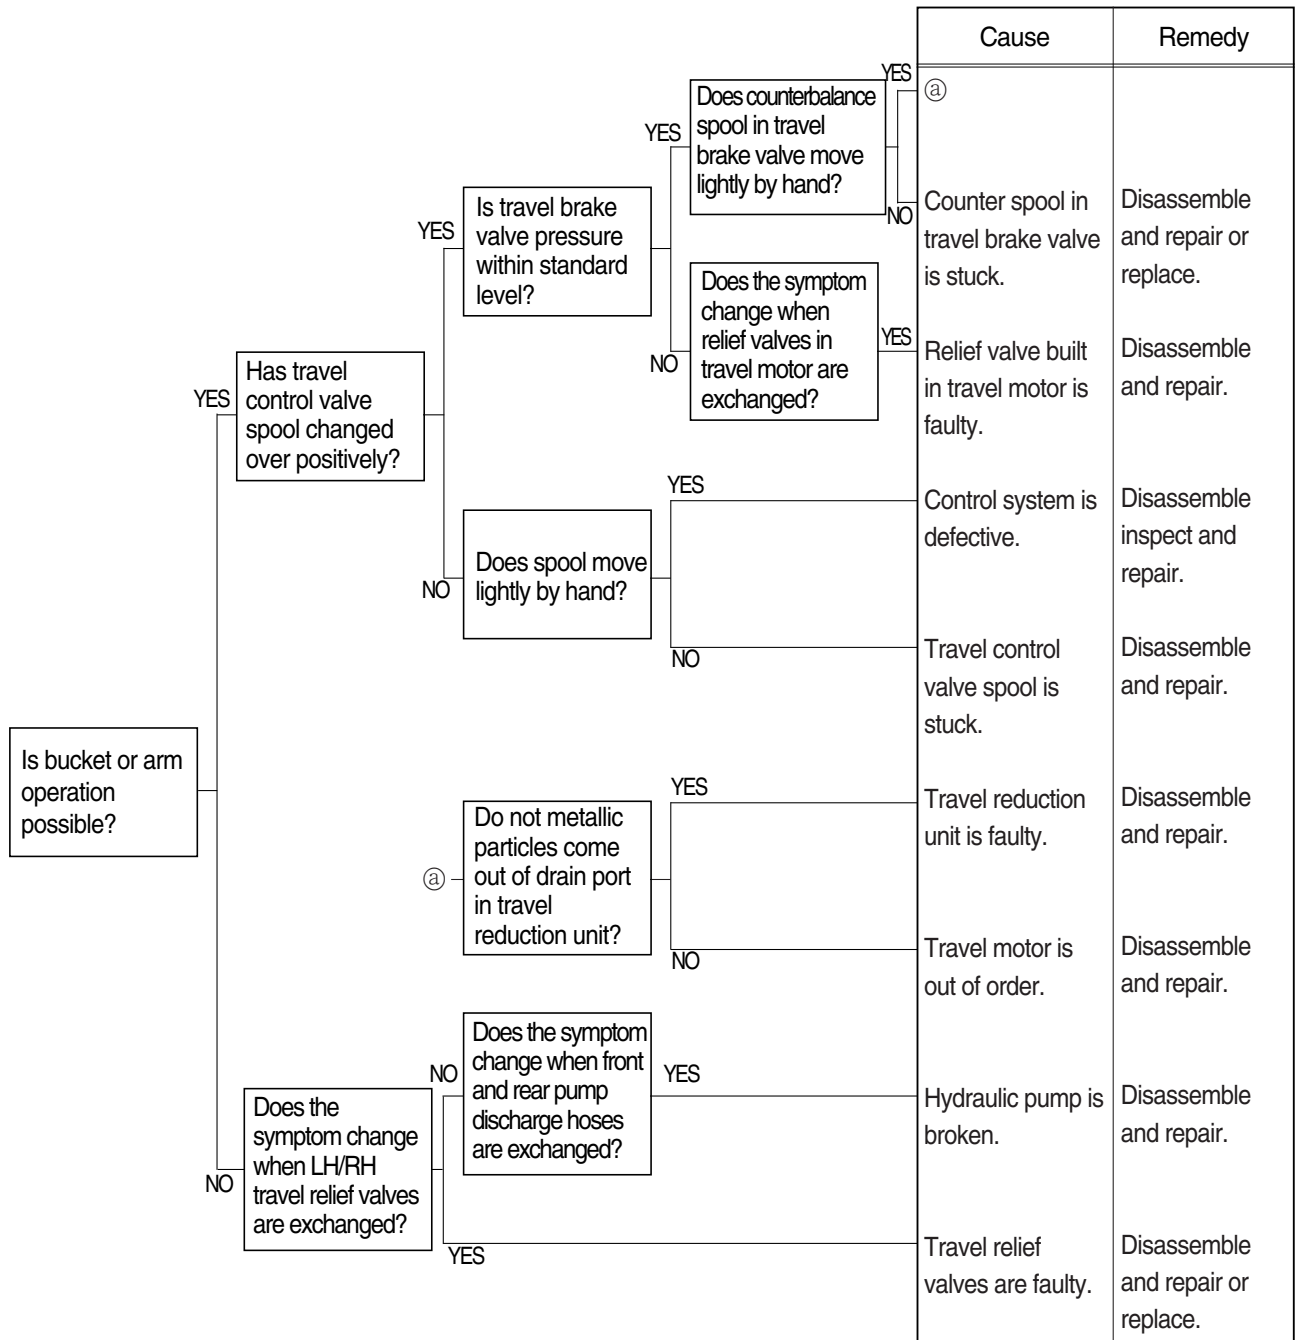 Cause
Remedy
YES
ⓐ
Does counterbalance
spool in travel
brake valve move
lightly by hand?
YES
NO
Counter spool in
travel brake valve
is stuck.
Disassemble
and repair or
replace.
Is travel brake
valve pressure
within standard
level?
YES
Does the symptom
change when
relief valves in
travel motor are
exchanged?
NO
YES
Relief valve built
in travel motor is
faulty.
Disassemble
and repair.
Has travel
control valve
spool changed
over positively?
YES
Does spool move
lightly by hand?
NO
YES
Control system is
defective.
Disassemble
inspect and
repair.
NO
Travel control
valve spool is
stuck.
Disassemble
and repair.
Is bucket or arm
operation
possible?
ⓐ
Do not metallic
particles come
out of drain port
in travel
reduction unit?
YES
Travel reduction
unit is faulty.
Disassemble
and repair.
NO
Travel motor is
out of order.
Disassemble
and repair.
Does the symptom
change when front
and rear pump
discharge hoses
are exchanged?
NO
YES
Hydraulic pump is
broken.
Disassemble
and repair.
NO
Does the
symptom change
when LH/RH
travel relief valves
are exchanged?
YES
Travel relief
valves are faulty.
Disassemble
and repair or
replace.